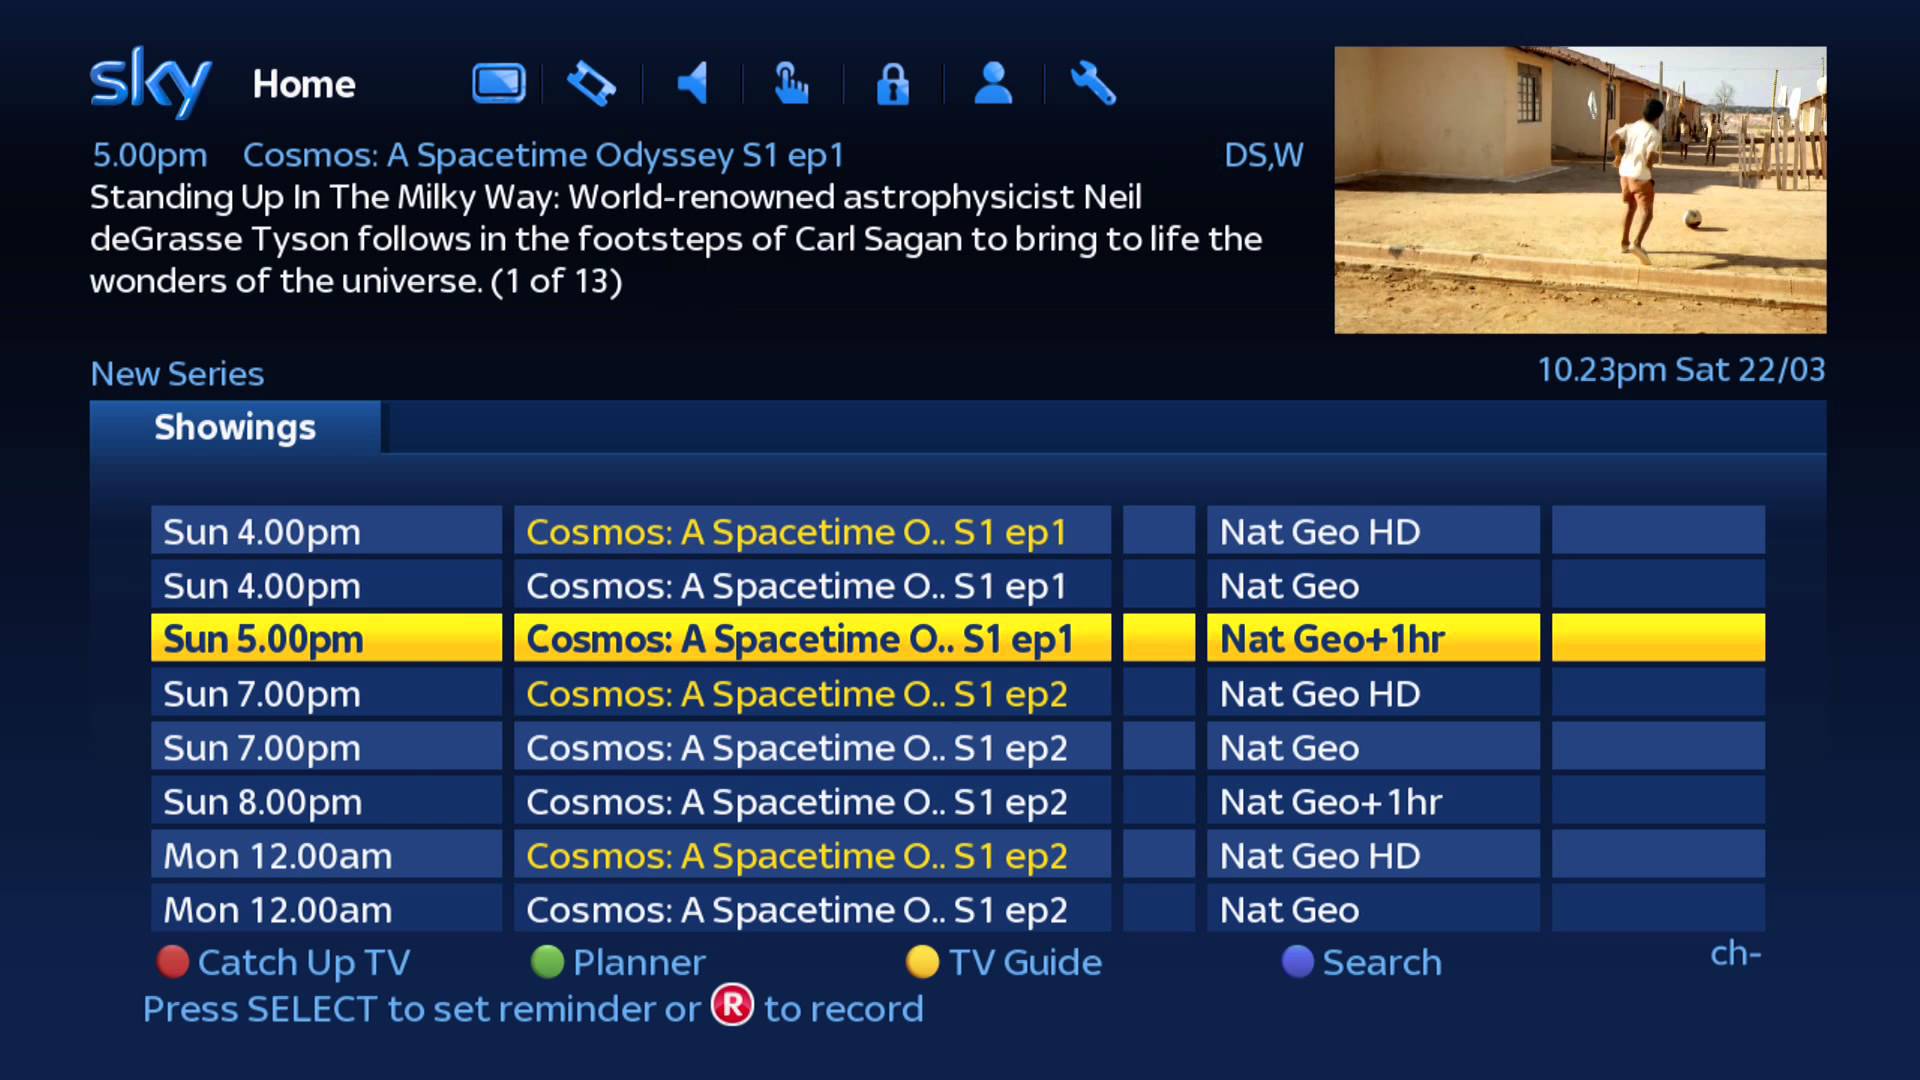 sky Home
5.00pm Cosmos: A Spacetime Odyssey S1 ep1 DS,W
Standing Up In The Milky Way: World-renowned astrophysicist Neil
deGrasse Tyson follows in the footsteps of Carl Sagan to bring to life the
wonders of the universe. (1 of 13)
New Series 10.23pm Sat 22/03
Showings
Sun 4.00pm Cosmos: A Spacetime O.. S1 ep1 Nat Geo HD
Sun 4.00pm Cosmos: A Spacetime O.. S1 ep1 Nat Geo
Sun 5.00pm Cosmos: A Spacetime O.. S1 ep1 Nat Geo+1hr
Sun 7.00pm Cosmos: A Spacetime O.. S1 ep2 Nat Geo HD
Sun 7.00pm Cosmos: A Spacetime O.. S1 ep2 Nat Geo
Sun 8.00pm Cosmos: A Spacetime O.. S1 ep2 Nat Geo+1hr
Mon 12.00am Cosmos: A Spacetime O.. S1 ep2 Nat Geo HD
Mon 12.00am Cosmos: A Spacetime O.. S1 ep2 Nat Geo
Catch Up TV Planner TV Guide Search ch-
Press SELECT to set reminder or R to record